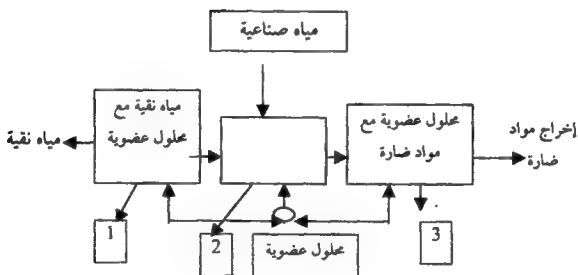 مياه صناعية
مياه نقية مع
محلول عضوية
محلول عضوية مع
مواد ضارة
إخراج مواد
ضارة
مياه نقية
1
2
محلول عضوية
3